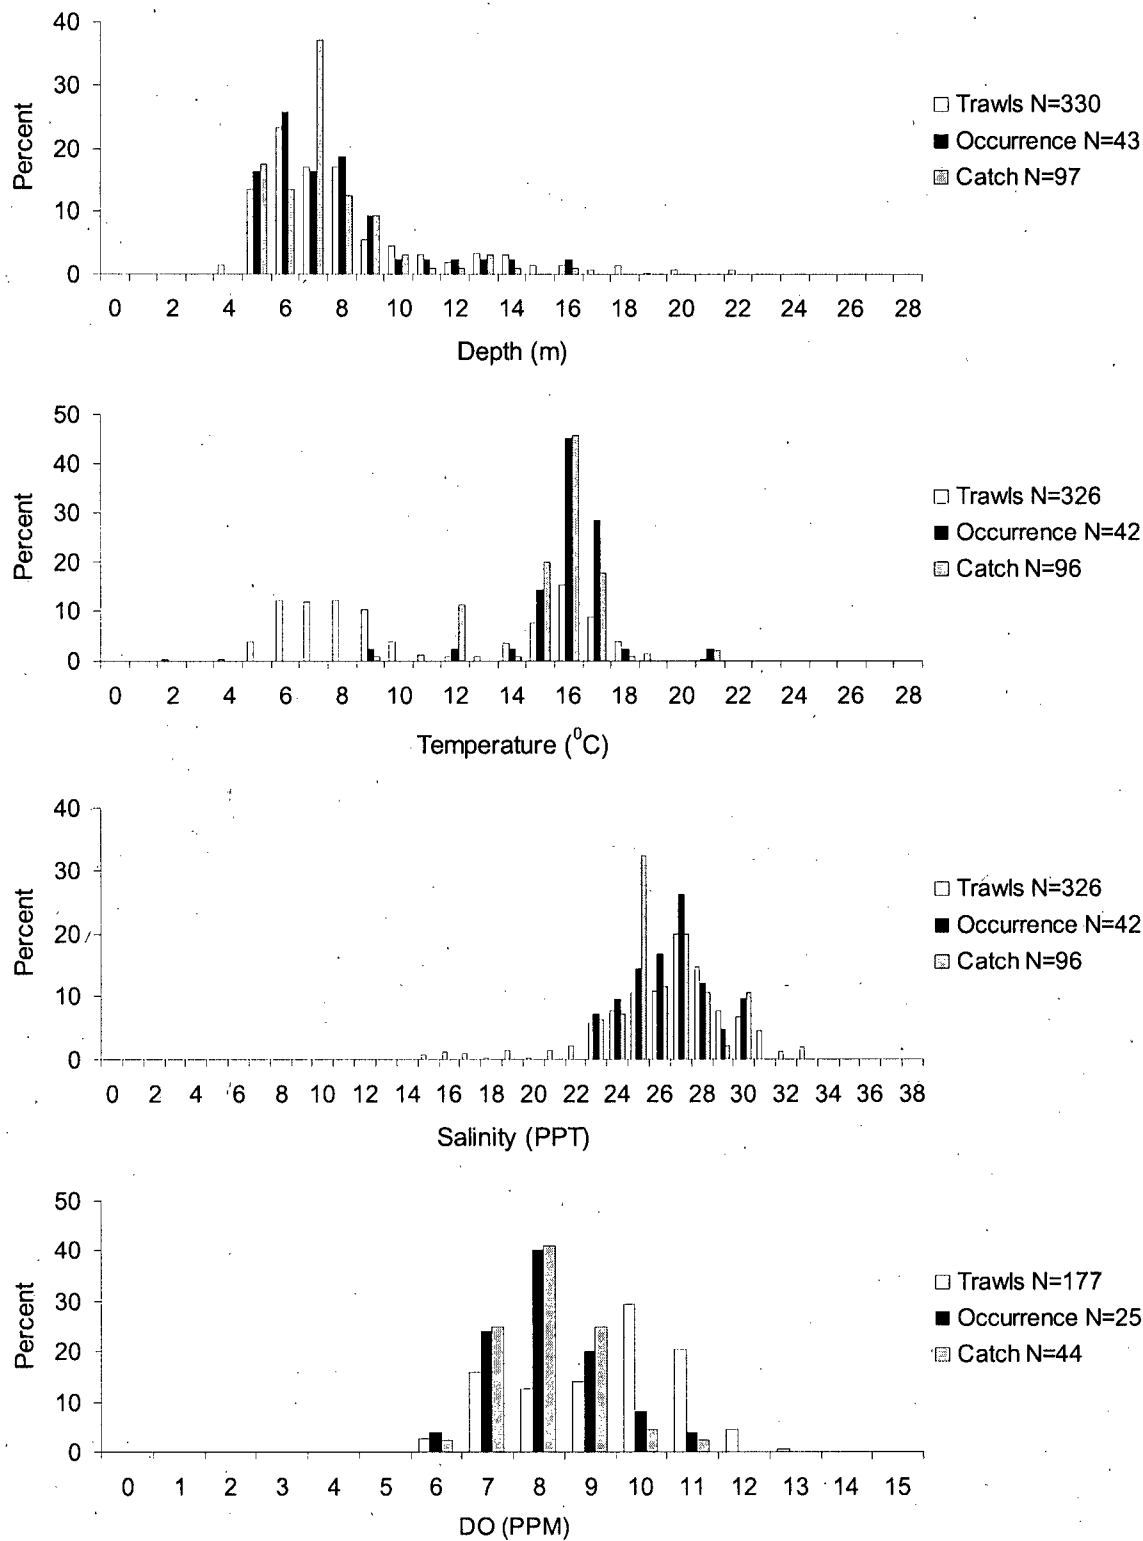 40
30
20
10
0
Percent
0 2 4 6 8 10 12 14 16 18 20 22 24 26 28
Depth (m)
Trawls N=330
Occurrence N=43
Catch N=97
50
40
30
20
10
0
Percent
0 2 4 6 8 10 12 14 16 18 20 22 24 26 28
Temperature (⁰C)
Trawls N=326
Occurrence N=42
Catch N=96
40
30
20
10
0
Percent
0 2 4 6 8 10 12 14 16 18 20 22 24 26 28 30 32 34 36 38
Salinity (PPT)
Trawls N=326
Occurrence N=42
Catch N=96
50
40
30
20
10
0
Percent
0 1 2 3 4 5 6 7 8 9 10 11 12 13 14 15
DO (PPM)
Trawls N=177
Occurrence N=25
Catch N=44